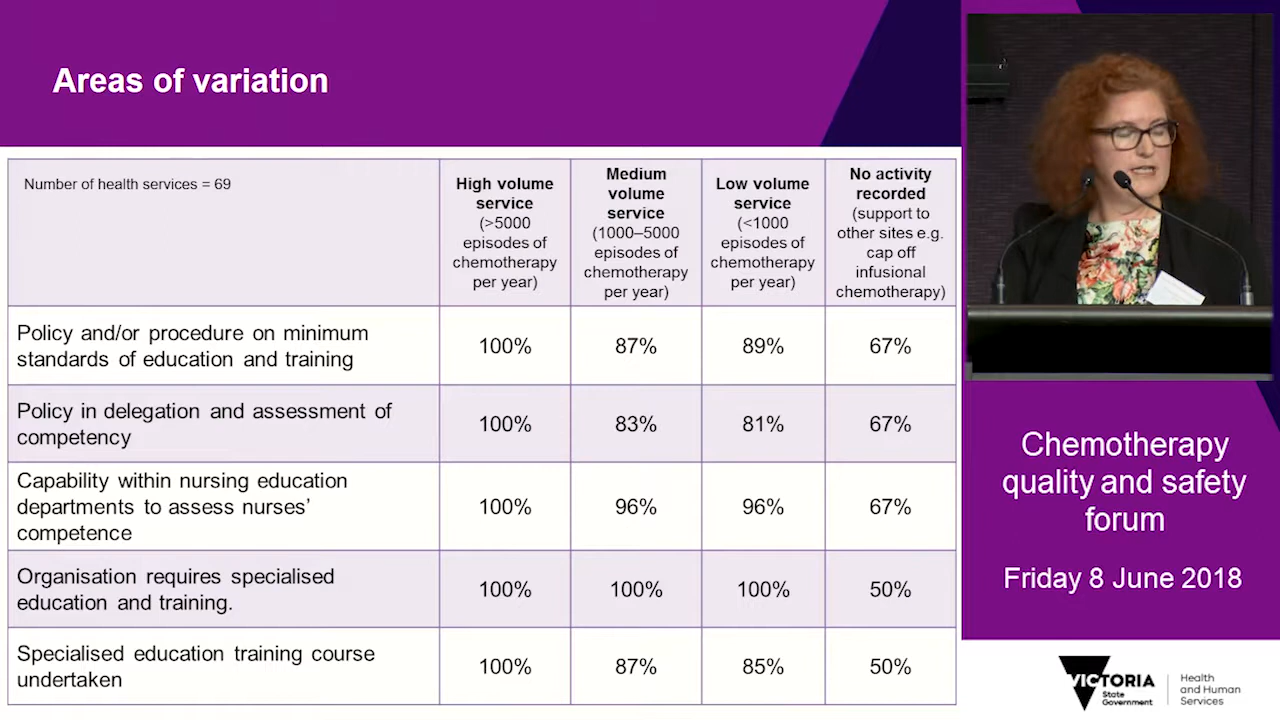 Areas of variation
Number of health services = 69
High volume
service
(>5000
episodes of
chemotherapy
per year)
Medium
volume
service
(1000–5000
episodes of
chemotherapy
per year)
Low volume
service
(<1000
episodes of
chemotherapy
per year)
No activity
recorded
(support to
other sites e.g.
cap off
infusional
chemotherapy)
Policy and/or procedure on minimum
standards of education and training
100%
87%
89%
67%
Policy in delegation and assessment of
competency
100%
83%
81%
67%
Capability within nursing education
departments to assess nurses’
competence
100%
96%
96%
67%
Organisation requires specialised
education and training.
100%
100%
100%
50%
Specialised education training course
undertaken
100%
87%
85%
50%
Chemotherapy
quality and safety
forum
Friday 8 June 2018
VICTORIA
State
Government
Health
and Human
Services